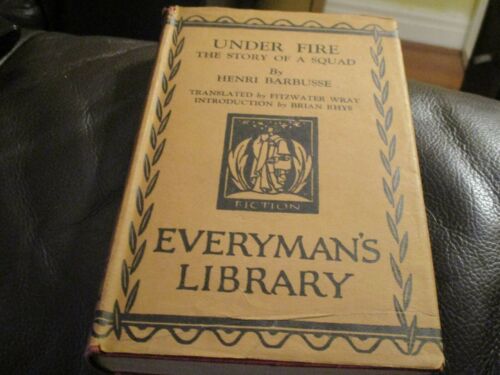 UNDER FIRE
THE STORY OF A SQUAD
By
HENRI BARBUSSE
TRANSLATED by FITZWATER WRAY
INTRODUCTION by BRIAN RHYS
FICTION
EVERYMAN'S
LIBRARY